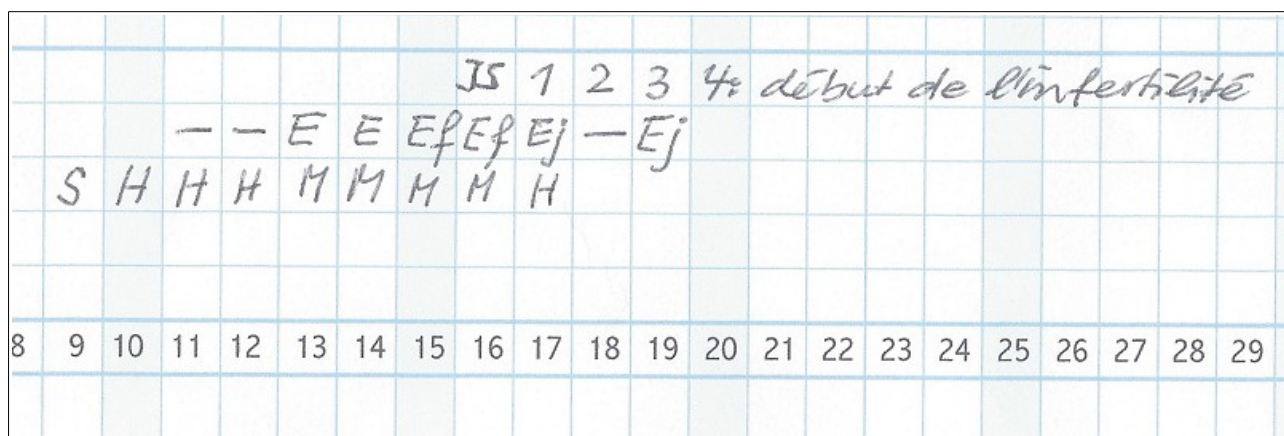 JS 1 2 3 4: début de l'infertilité
— — E E Ef Ef Ej — Ej
S H H H M M M M H
8 9 10 11 12 13 14 15 16 17 18 19 20 21 22 23 24 25 26 27 28 29